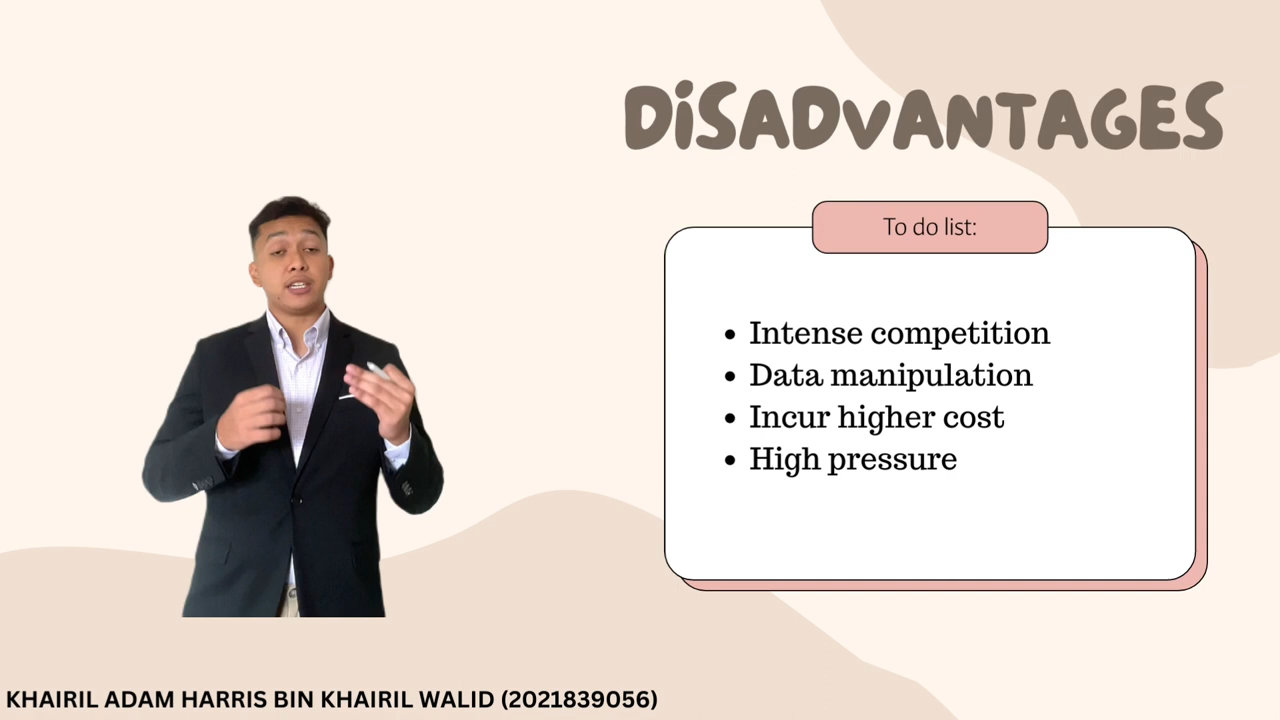 DiSADVANTAGES
To do list:
• Intense competition
• Data manipulation
• Incur higher cost
• High pressure
KHAIRIL ADAM HARRIS BIN KHAIRIL WALID (2021839056)